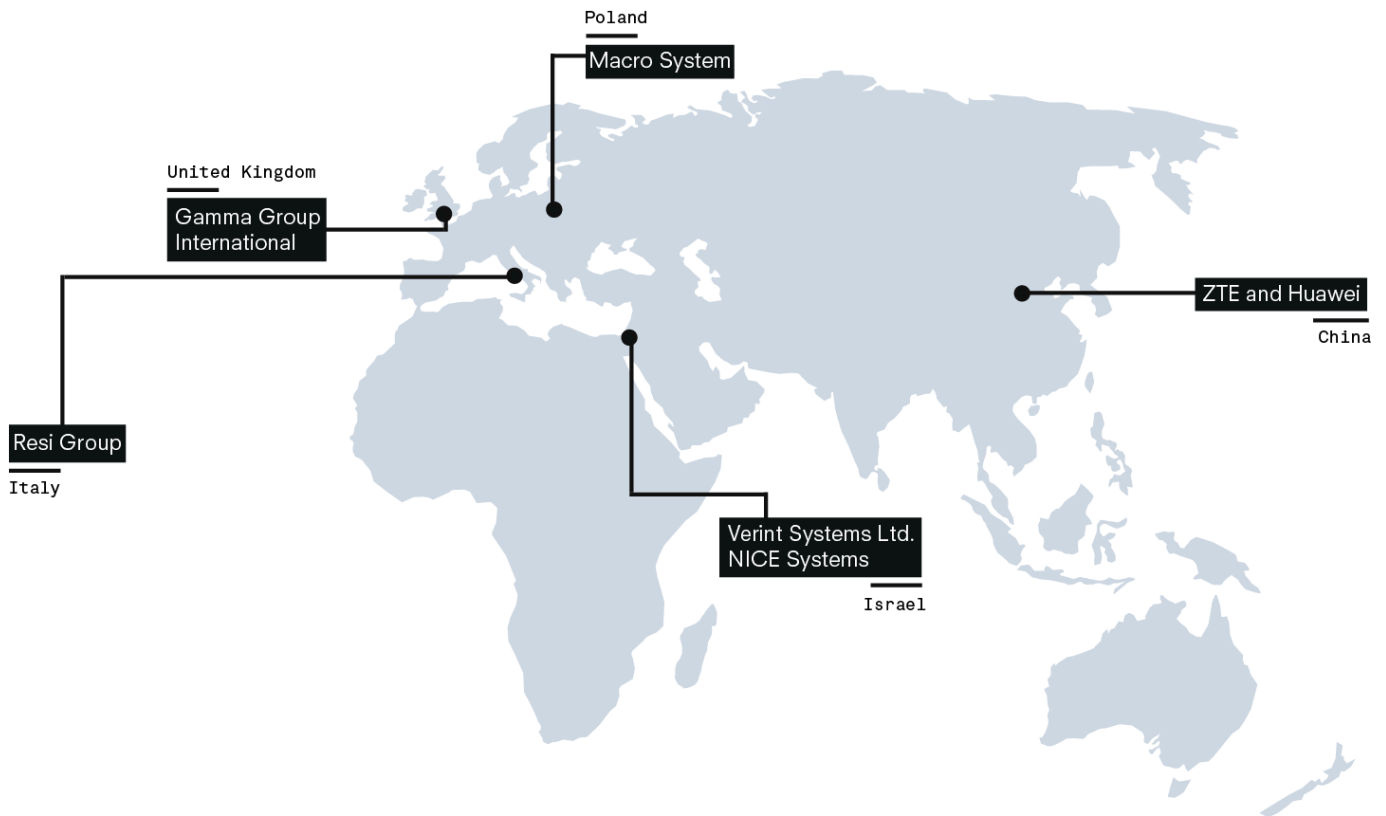 Poland
Macro System
United Kingdom
Gamma Group
International
ZTE and Huawei
China
Resi Group
Italy
Verint Systems Ltd.
NICE Systems
Israel